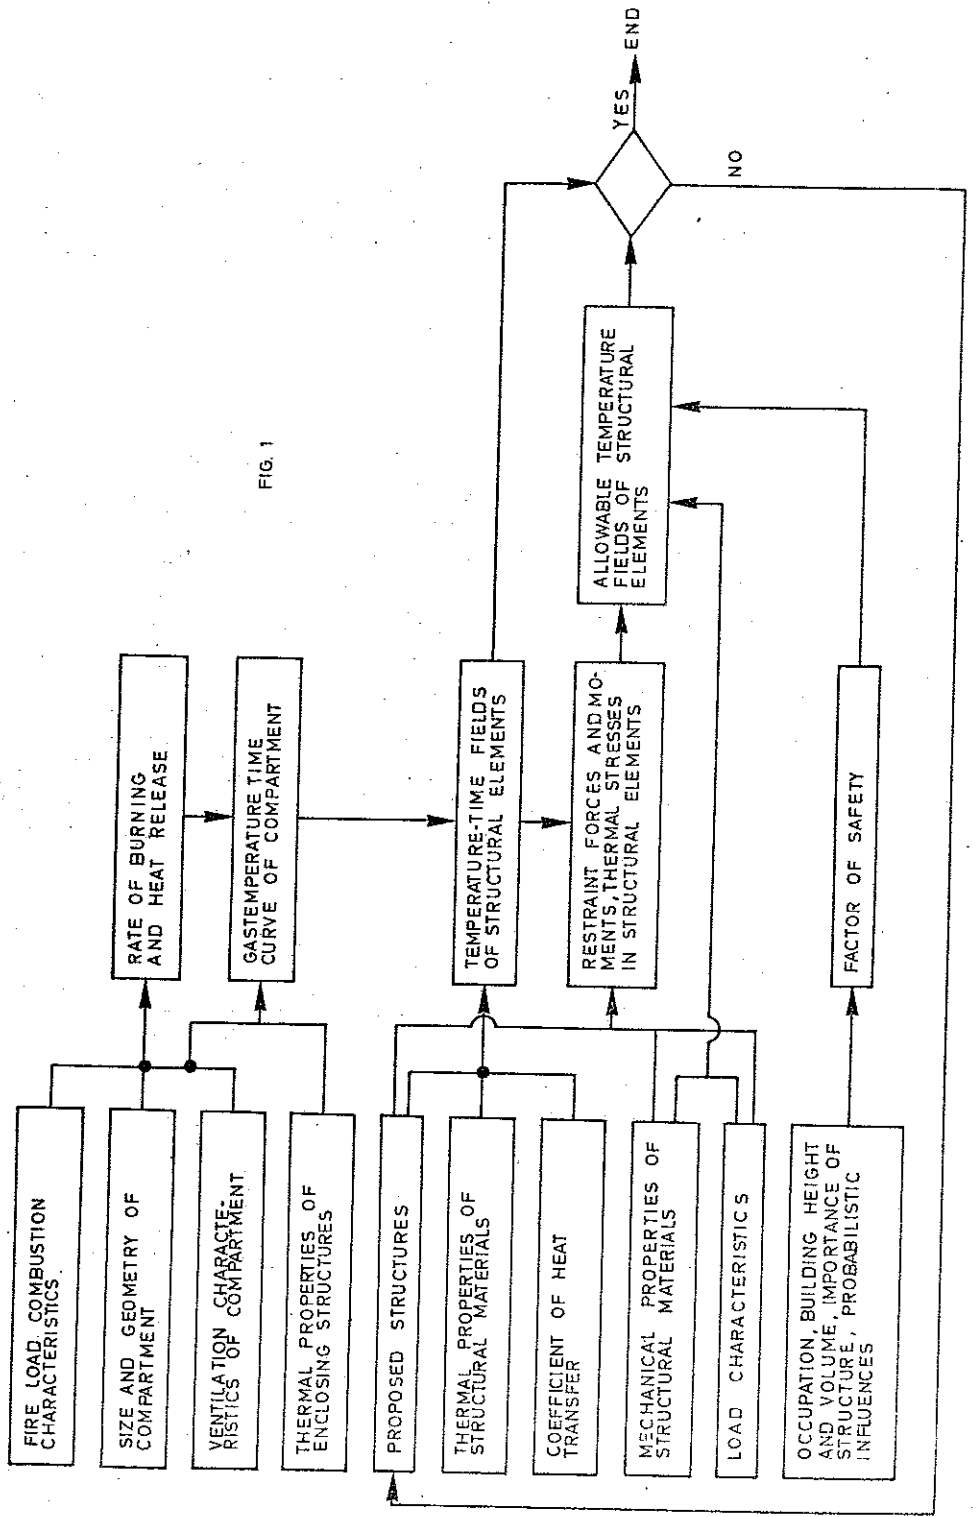 FIRE LOAD, COMBUSTION
CHARACTERISTICS
SIZE AND GEOMETRY OF
COMPARTMENT
VENTILATION CHARACTE-
RISTICS OF COMPARTMENT
THERMAL PROPERTIES OF
ENCLOSING STRUCTURES
PROPOSED STRUCTURES
THERMAL PROPERTIES OF
STRUCTURAL MATERIALS
COEFFICIENT OF HEAT
TRANSFER
MECHANICAL PROPERTIES OF
STRUCTURAL MATERIALS
LOAD CHARACTERISTICS
OCCUPATION, BUILDING HEIGHT
AND VOLUME, IMPORTANCE OF
STRUCTURE, PROBABILISTIC
INFLUENCES
RATE OF BURNING
AND HEAT RELEASE
GASTEMPERATURE TIME
CURVE OF COMPARTMENT
TEMPERATURE-TIME FIELDS
OF STRUCTURAL ELEMENTS
RESTRAINT FORCES AND MO-
MENTS, THERMAL STRESSES
IN STRUCTURAL ELEMENTS
FACTOR OF SAFETY
FIG. 1
ALLOWABLE TEMPERATURE
FIELDS OF STRUCTURAL
ELEMENTS
YES
END
NO